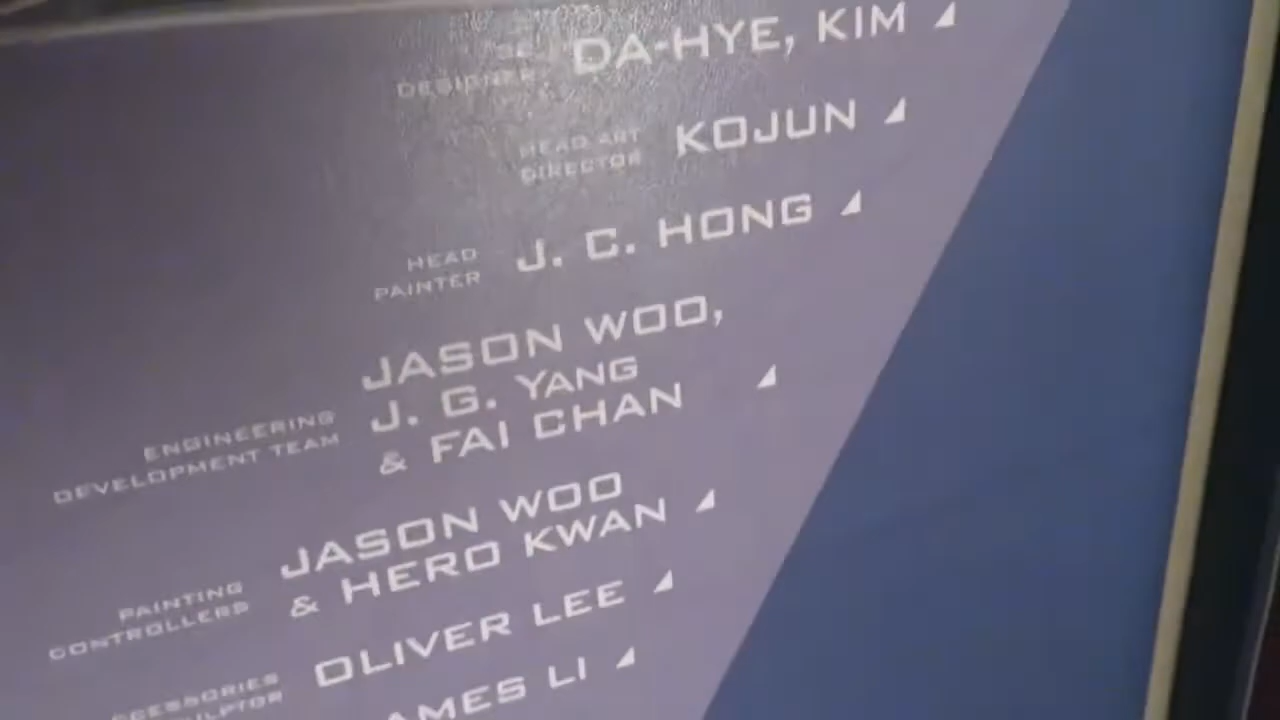 DESIGNER DA-HYE, KIM
HEAD ART
DIRECTOR
KOJUN
HEAD
PAINTER
J. C. HONG
ENGINEERING
DEVELOPMENT TEAM
JASON WOO,
J. G. YANG
& FAI CHAN
PAINTING
CONTROLLERS
JASON WOO
& HERO KWAN
OLIVER LEE
LI